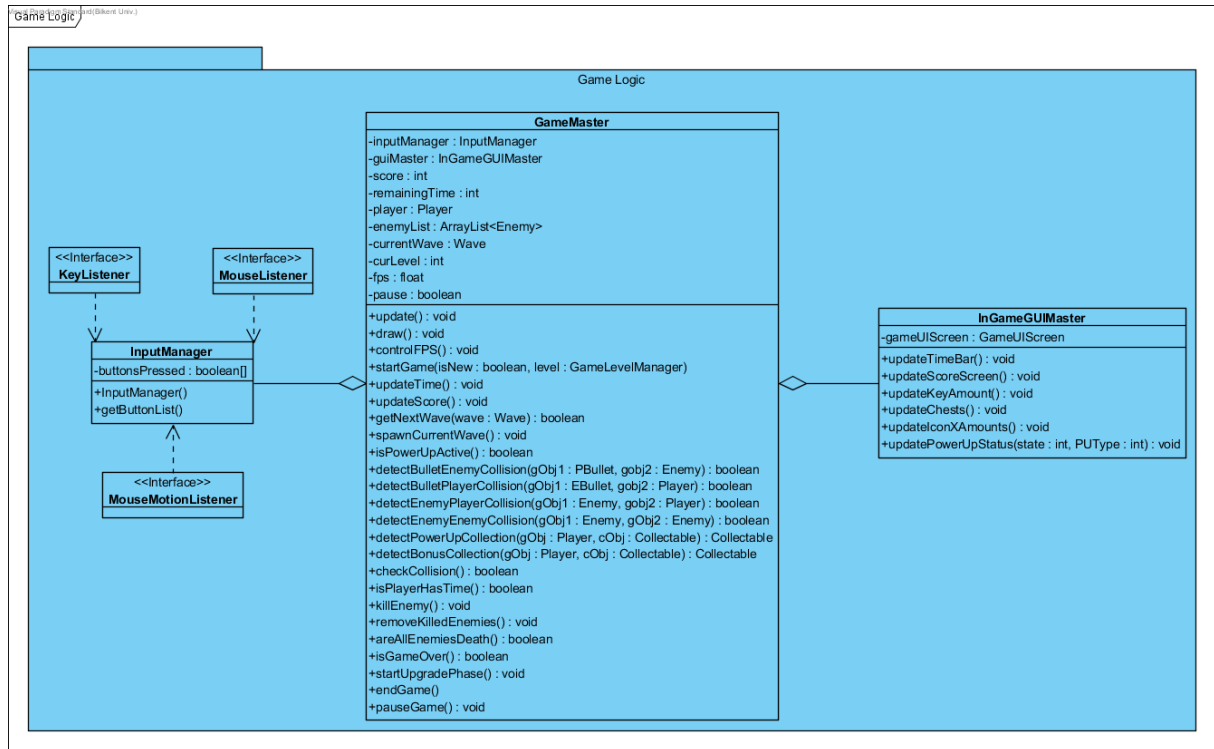 Visual Paradigm Standard(Bilkent Univ.)
Game Logic
Game Logic
GameMaster
-inputManager : InputManager
-guiMaster : InGameGUIMaster
-score : int
-remainingTime : int
-player : Player
-enemyList : ArrayList<Enemy>
-currentWave : Wave
-curLevel : int
-fps : float
-pause : boolean
+update() : void
+draw() : void
+controlFPS() : void
+startGame(isNew : boolean, level : GameLevelManager)
+updateTime() : void
+updateScore() : void
+getNextWave(wave : Wave) : boolean
+spawnCurrentWave() : void
+isPowerUpActive() : boolean
+detectBulletEnemyCollision(gObj1 : PBullet, gobj2 : Enemy) : boolean
+detectBulletPlayerCollision(gObj1 : EBullet, gobj2 : Player) : boolean
+detectEnemyPlayerCollision(gObj1 : Enemy, gobj2 : Player) : boolean
+detectEnemyEnemyCollision(gObj1 : Enemy, gObj2 : Enemy) : boolean
+detectPowerUpCollection(gObj : Player, cObj : Collectable) : Collectable
+detectBonusCollection(gObj : Player, cObj : Collectable) : Collectable
+checkCollision() : boolean
+isPlayerHasTime() : boolean
+killEnemy() : void
+removeKilledEnemies() : void
+areAllEnemiesDeath() : boolean
+isGameOver() : boolean
+startUpgradePhase() : void
+endGame()
+pauseGame() : void
<<Interface>>
KeyListener
<<Interface>>
MouseListener
InputManager
-buttonsPressed : boolean[]
+InputManager()
+getButtonList()
<<Interface>>
MouseMotionListener
InGameGUIMaster
-gameUIScreen : GameUIScreen
+updateTimeBar() : void
+updateScoreScreen() : void
+updateKeyAmount() : void
+updateChests() : void
+updateIconXAmounts() : void
+updatePowerUpStatus(state : int, PUType : int) : void